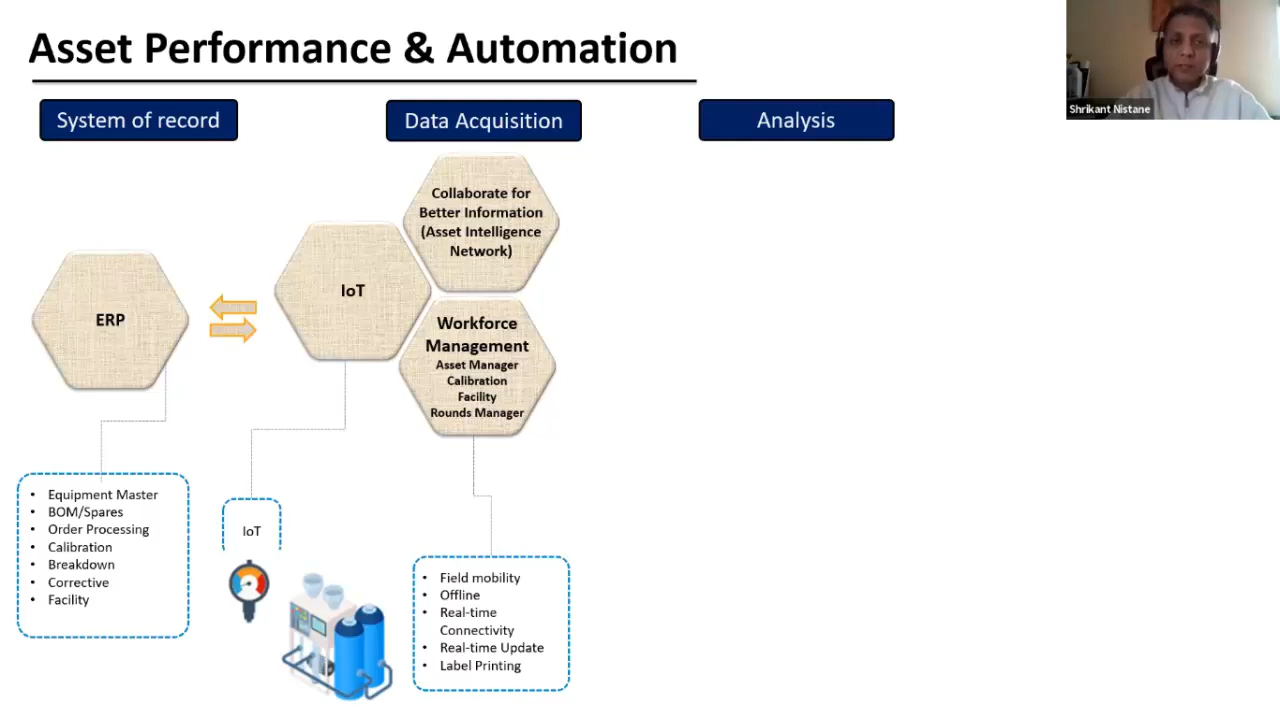 Asset Performance & Automation
Shrikant Nistane
System of record
Data Acquisition
Analysis
Collaborate for
Better Information
(Asset Intelligence
Network)
IoT
ERP
Workforce
Management
Asset Manager
Calibration
Facility
Rounds Manager
• Equipment Master
• BOM/Spares
• Order Processing
• Calibration
• Breakdown
• Corrective
• Facility
IoT
• Field mobility
• Offline
• Real-time
Connectivity
• Real-time Update
• Label Printing